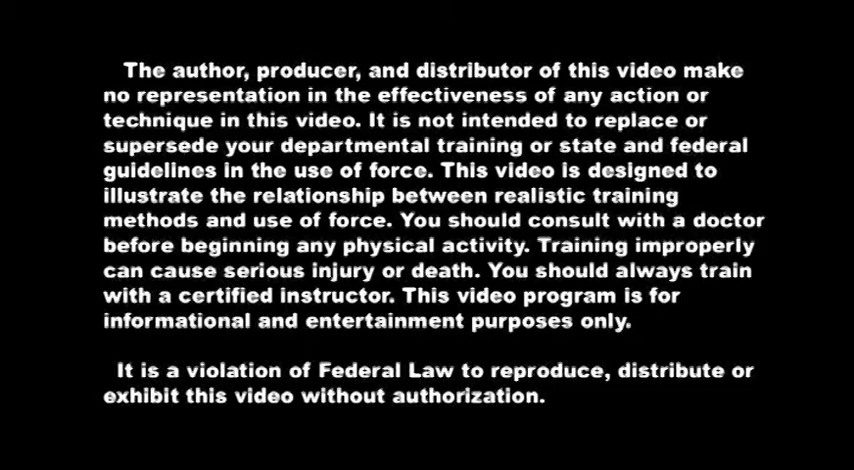 The author, producer, and distributor of this video make
no representation in the effectiveness of any action or
technique in this video. It is not intended to replace or
supersede your departmental training or state and federal
guidelines in the use of force. This video is designed to
illustrate the relationship between realistic training
methods and use of force. You should consult with a doctor
before beginning any physical activity. Training improperly
can cause serious injury or death. You should always train
with a certified instructor. This video program is for
informational and entertainment purposes only.
It is a violation of Federal Law to reproduce, distribute or
exhibit this video without authorization.